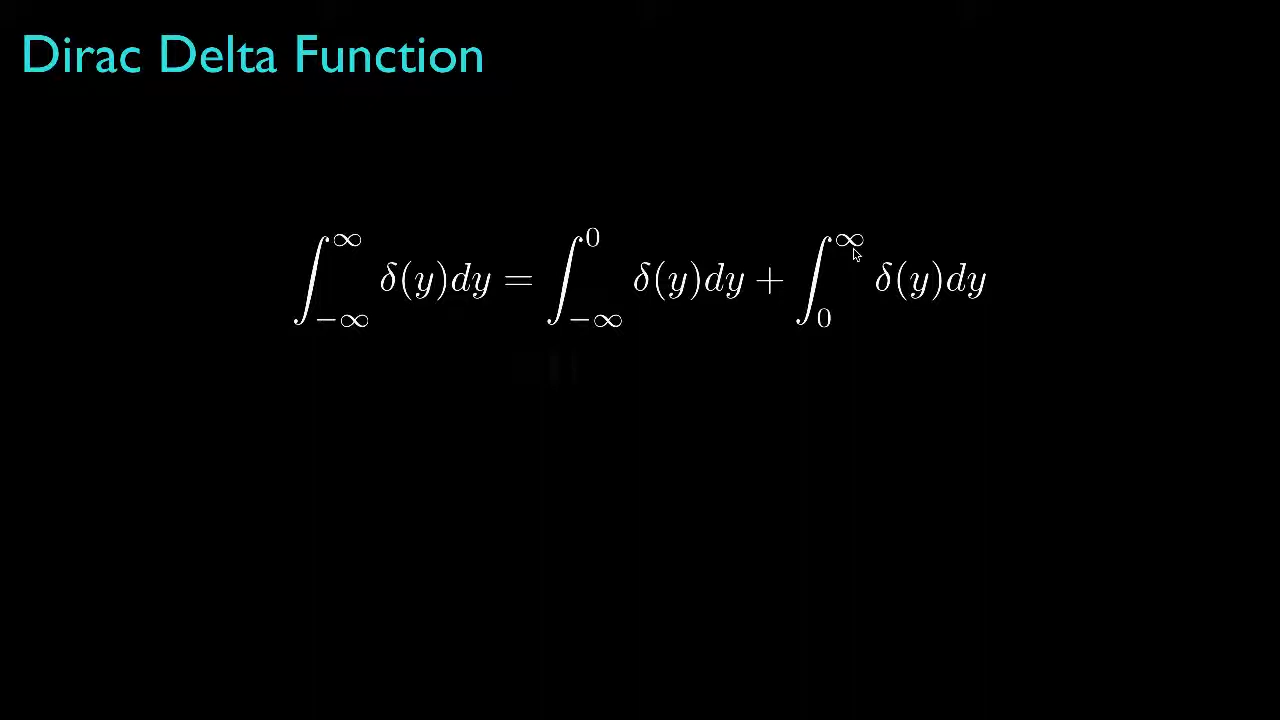 Dirac Delta Function
∫_{-∞}^{∞} δ(y)dy = ∫_{-∞}^{0} δ(y)dy + ∫_{0}^{∞} δ(y)dy